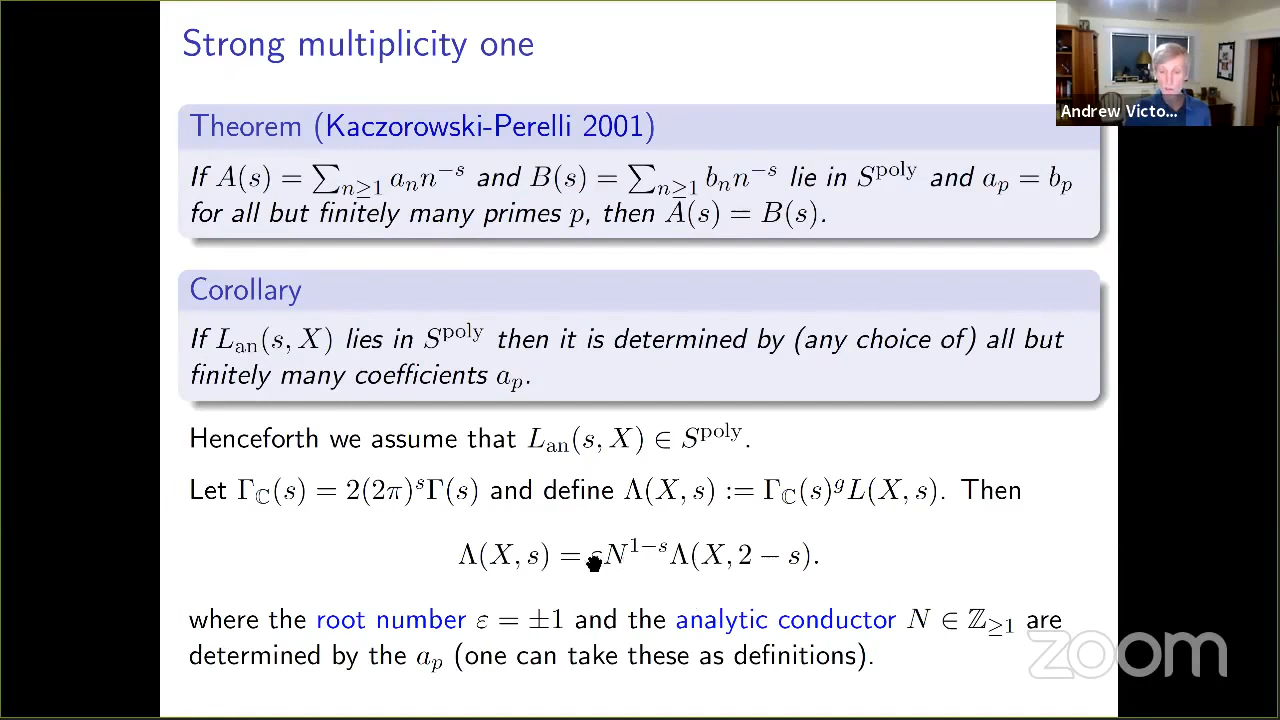 Strong multiplicity one
Andrew Victo...
Theorem (Kaczorowski-Perelli 2001)
If A(s) = ∑_{n≥1} a_n n^{−s} and B(s) = ∑_{n≥1} b_n n^{−s} lie in S^{poly} and a_p = b_p
for all but finitely many primes p, then A(s) = B(s).
Corollary
If L_{an}(s, X) lies in S^{poly} then it is determined by (any choice of) all but
finitely many coefficients a_p.
Henceforth we assume that L_{an}(s, X) ∈ S^{poly}.
Let Γ_ℂ(s) = 2(2π)^s Γ(s) and define Λ(X, s) := Γ_ℂ(s)^g L(X, s). Then
Λ(X, s) = εN^{1−s}Λ(X, 2 − s).
where the root number ε = ±1 and the analytic conductor N ∈ ℤ_{≥1} are
determined by the a_p (one can take these as definitions).
zoom